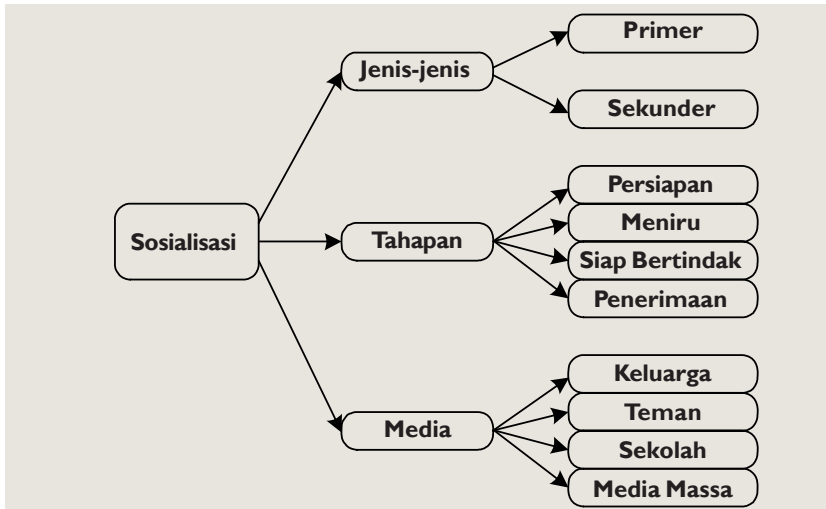 Sosialisasi
Jenis-jenis
Primer
Sekunder
Tahapan
Persiapan
Meniru
Siap Bertindak
Penerimaan
Media
Keluarga
Teman
Sekolah
Media Massa